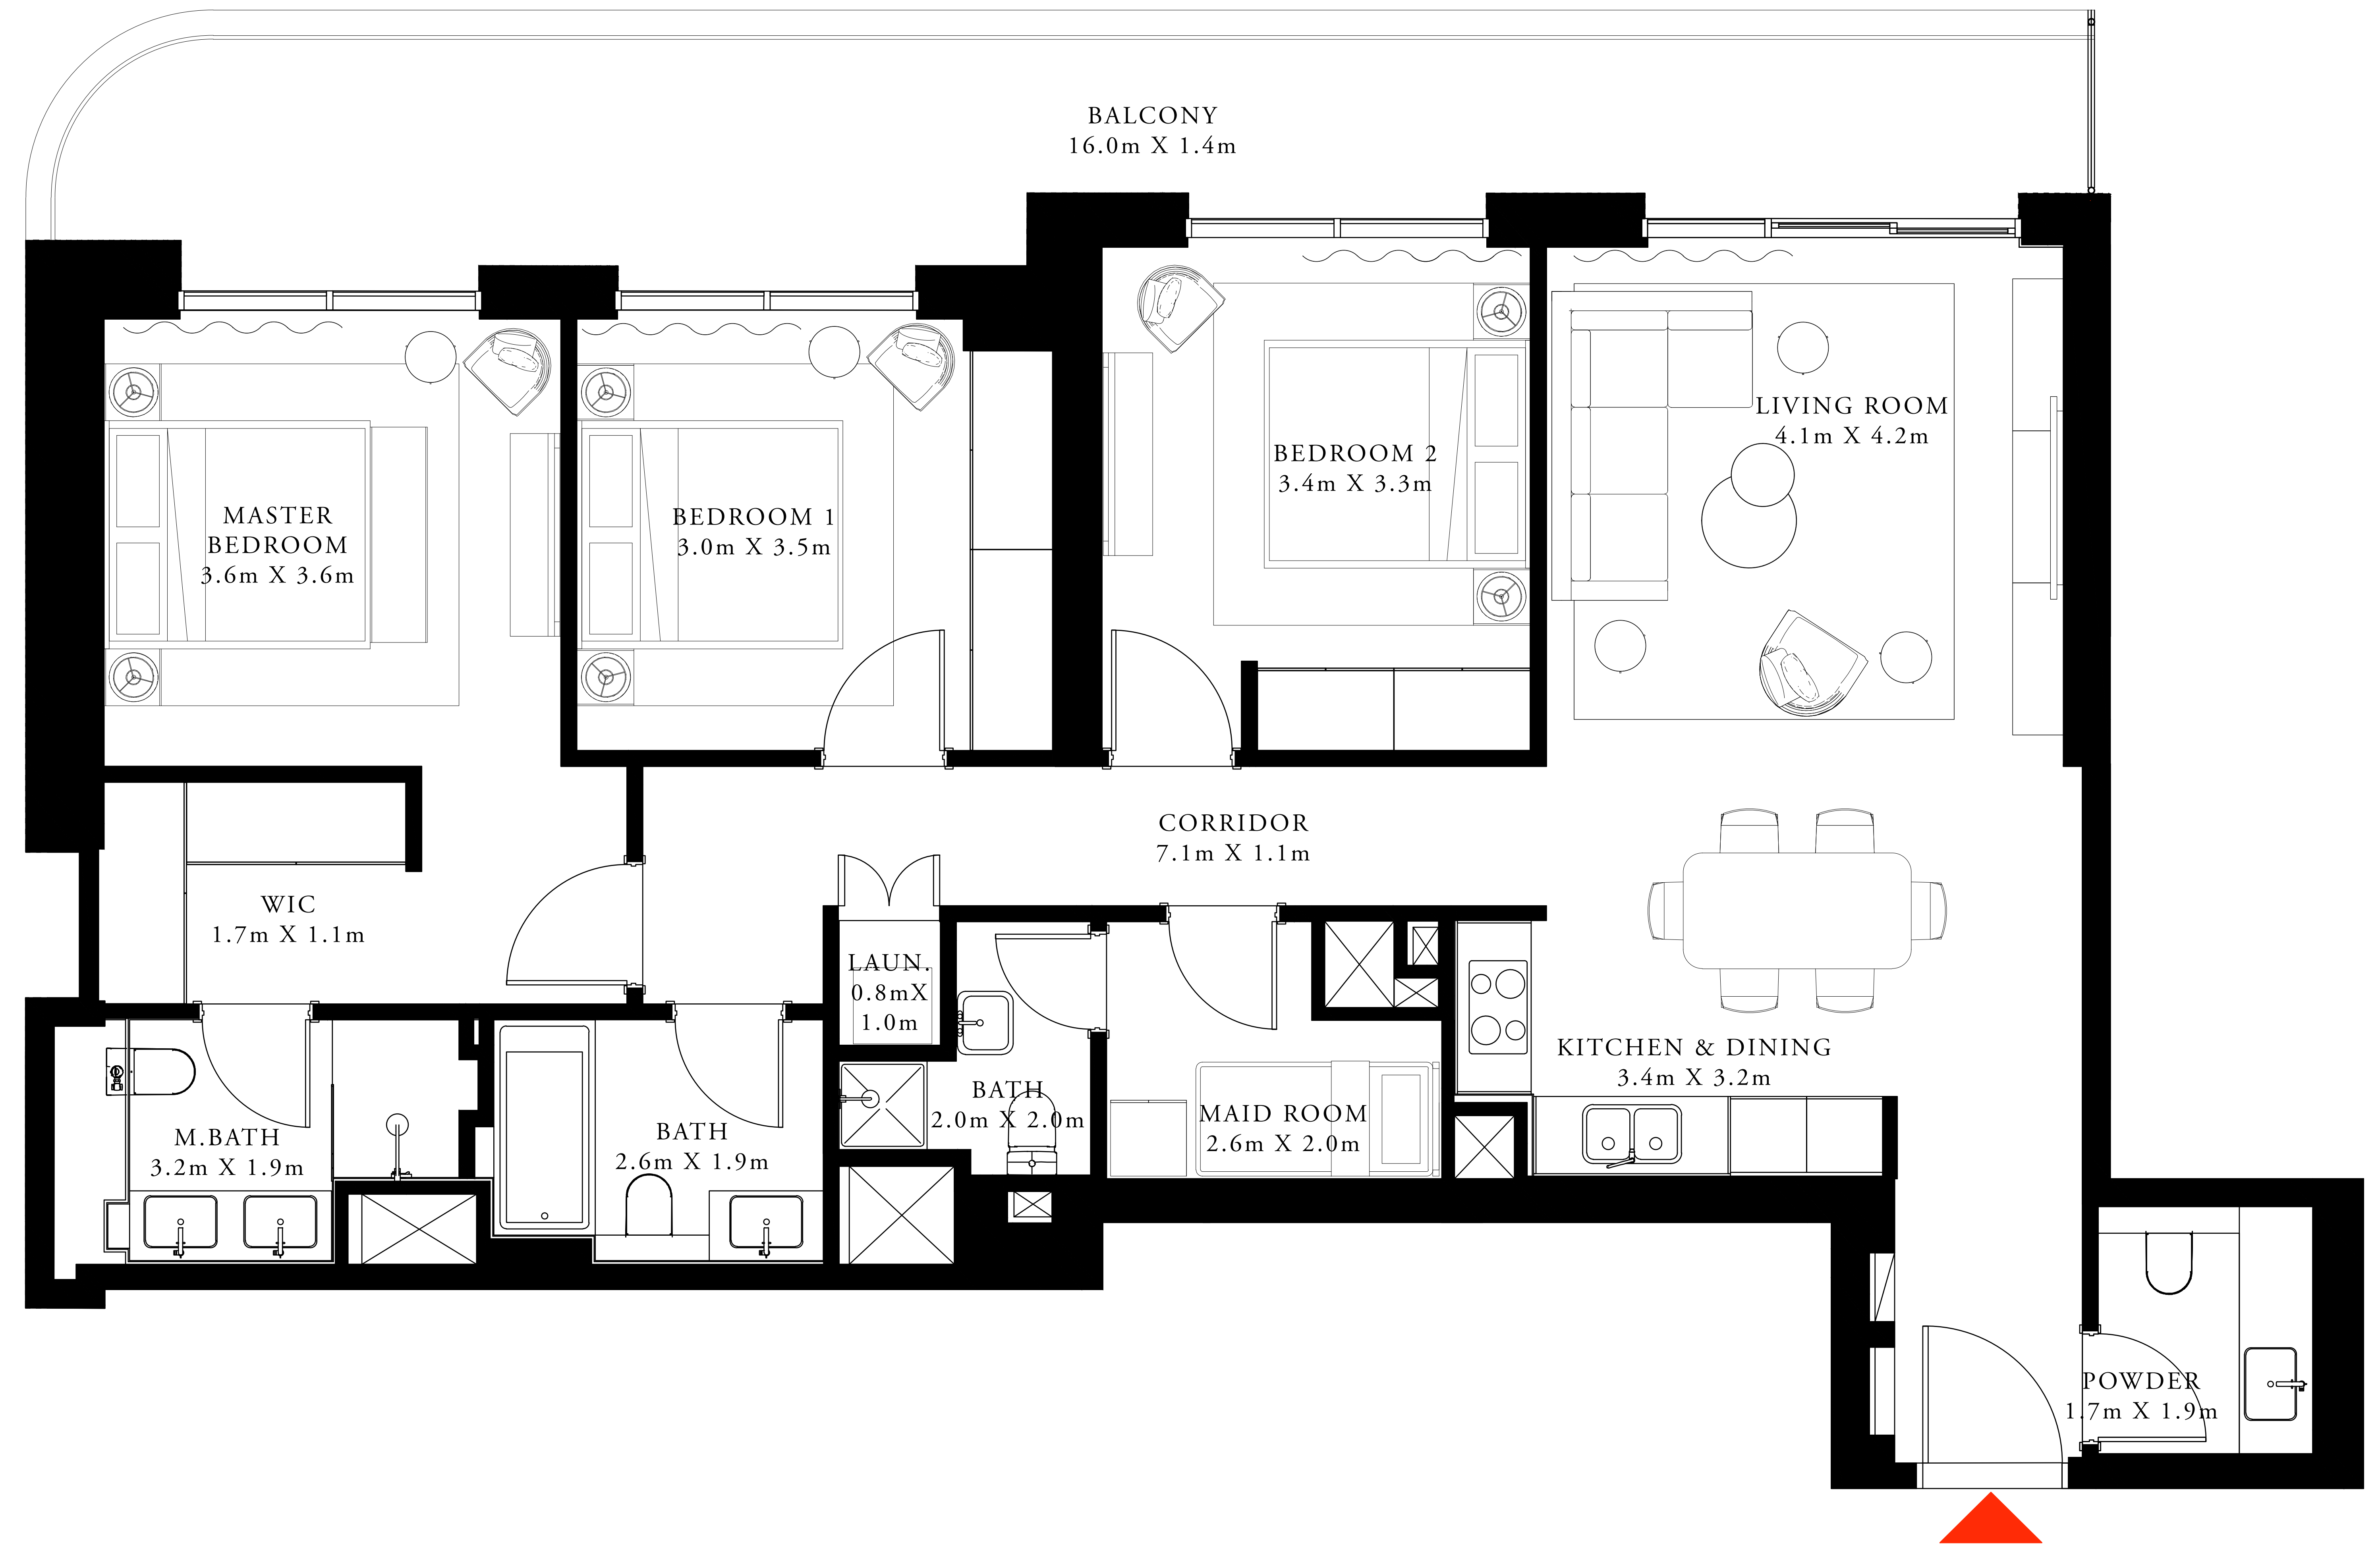 BALCONY
16.0m X 1.4m
LIVING ROOM
4.1m X 4.2m
BEDROOM 2
3.4m X 3.3m
MASTER
BEDROOM
3.6m X 3.6m
BEDROOM 1
3.0m X 3.5m
CORRIDOR
7.1m X 1.1m
WIC
1.7m X 1.1m
LAUN.
0.8mX
1.0m
KITCHEN & DINING
3.4m X 3.2m
BATH
2.0m X 2.0m
MAID ROOM
2.6m X 2.0m
M.BATH
3.2m X 1.9m
BATH
2.6m X 1.9m
POWDER
1.7m X 1.9m